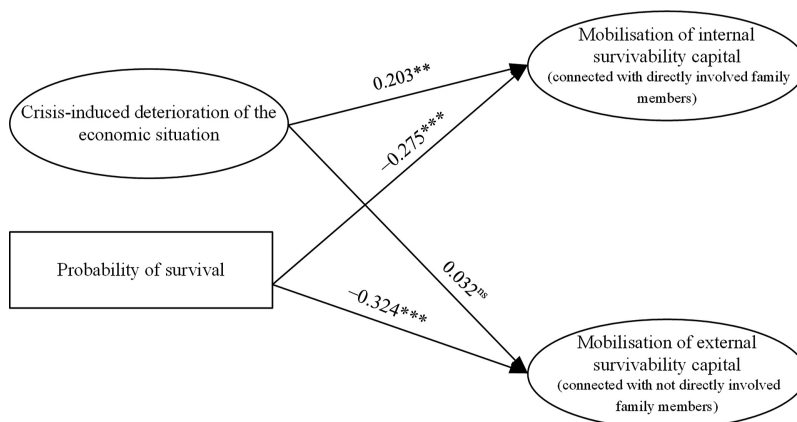 Mobilisation of internal
survivability capital
(connected with directly involved family
members)
0.203**
Crisis-induced deterioration of the
economic situation
−0.275***
Probability of survival
0.032ns
−0.324***
Mobilisation of external
survivability capital
(connected with not directly involved
family members)